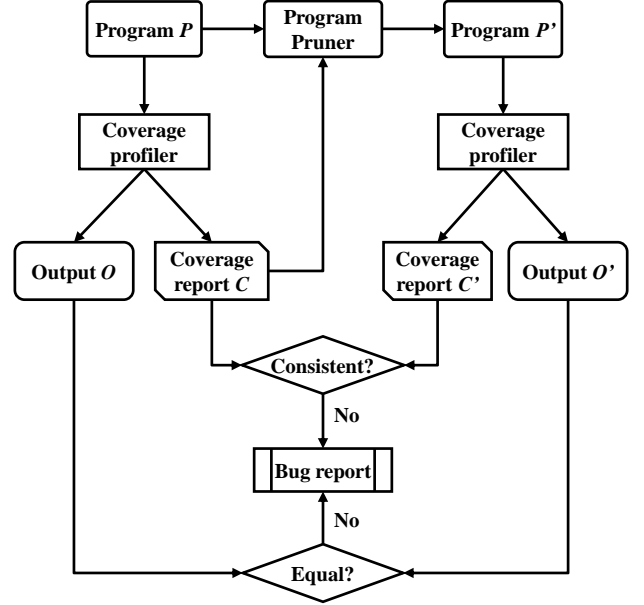 Program P
Program
Pruner
Program P’
Coverage
profiler
Coverage
profiler
Output O
Coverage
report C
Coverage
report C’
Output O’
Consistent?
No
Bug report
No
Equal?